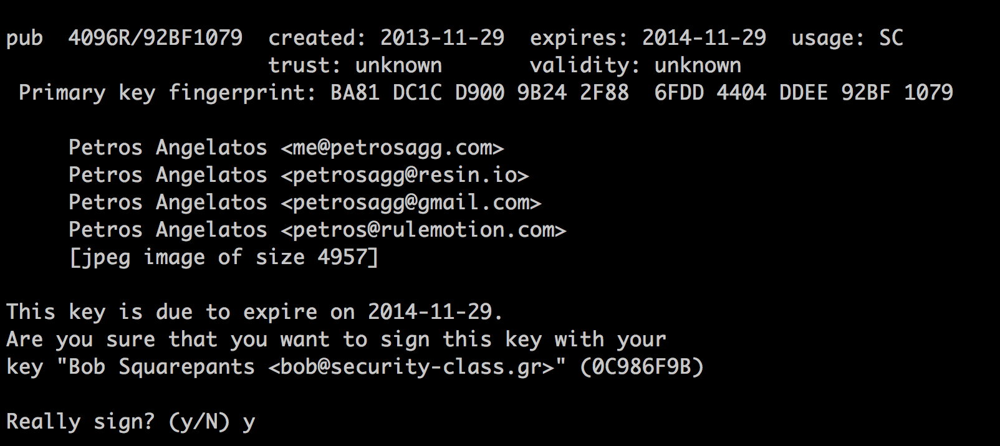 pub  4096R/92BF1079  created: 2013-11-29  expires: 2014-11-29  usage: SC
trust: unknown       validity: unknown
Primary key fingerprint: BA81 DC1C D900 9B24 2F88  6FDD 4404 DDEE 92BF 1079
Petros Angelatos <me@petrosagg.com>
Petros Angelatos <petrosagg@resin.io>
Petros Angelatos <petrosagg@gmail.com>
Petros Angelatos <petros@rulemotion.com>
[jpeg image of size 4957]
This key is due to expire on 2014-11-29.
Are you sure that you want to sign this key with your
key "Bob Squarepants <bob@security-class.gr>" (0C986F9B)
Really sign? (y/N) y